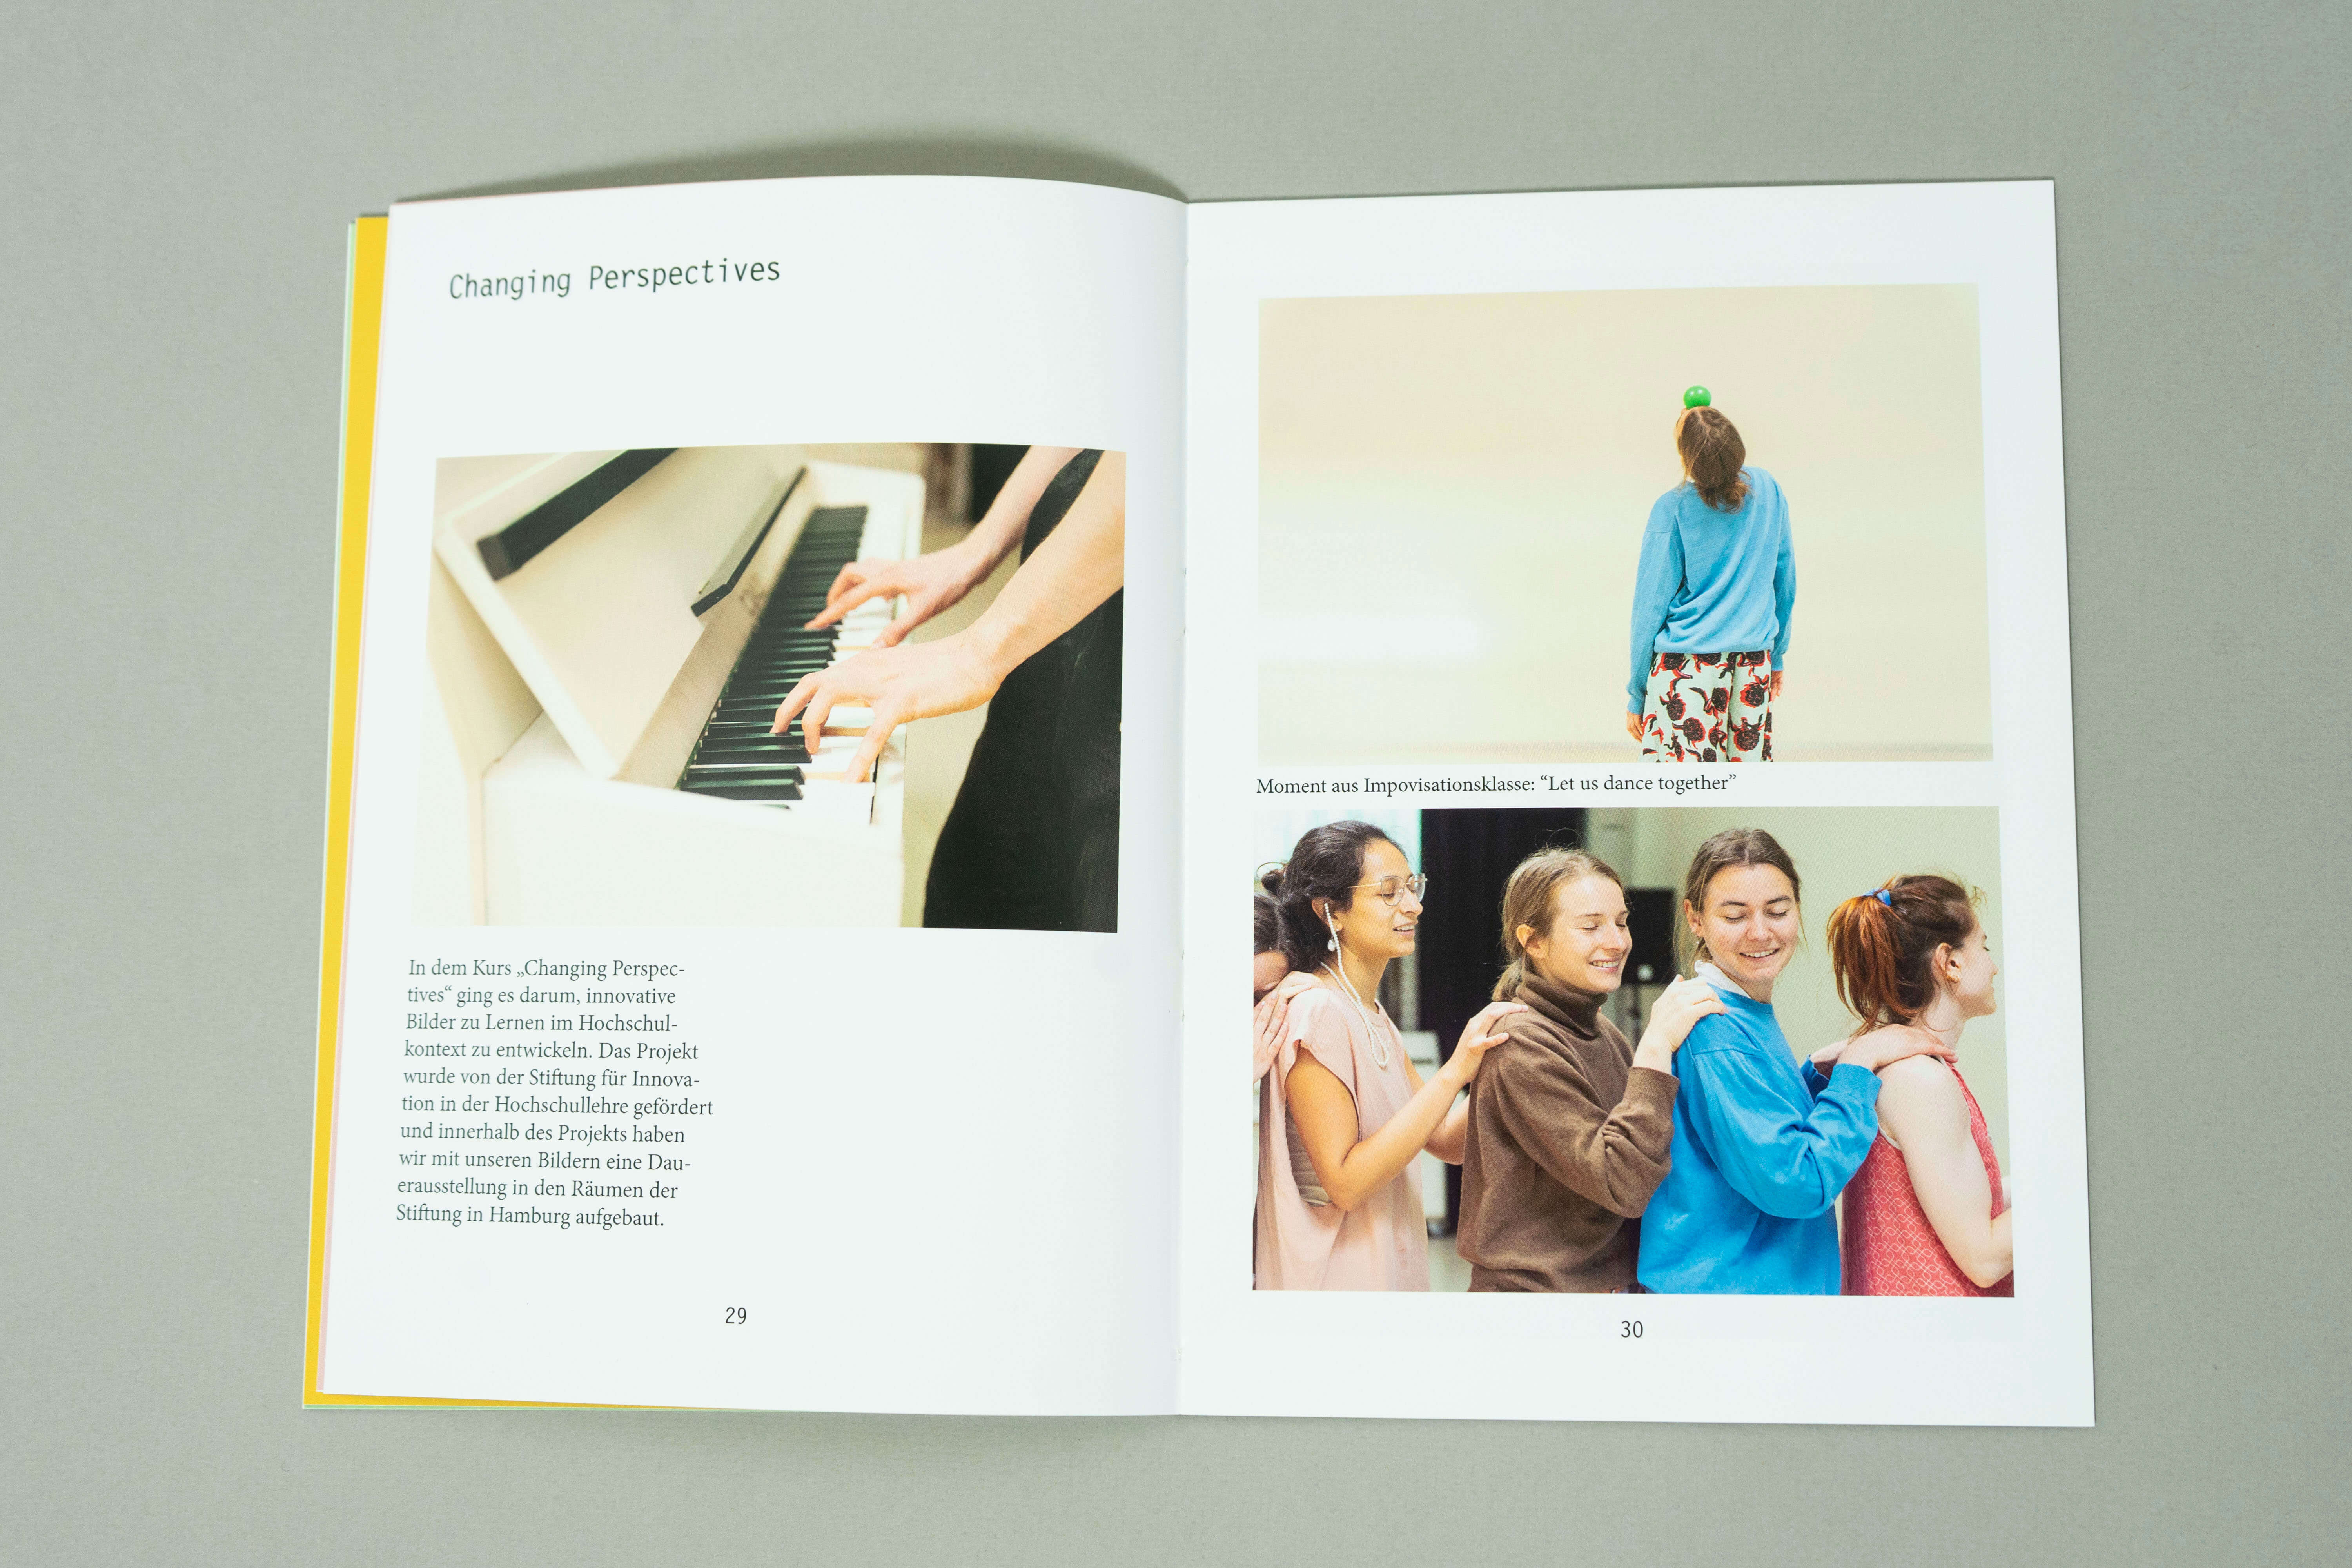 Changing Perspectives
In dem Kurs „Changing Perspec-
tives“ ging es darum, innovative
Bilder zu Lernen im Hochschul-
kontext zu entwickeln. Das Projekt
wurde von der Stiftung für Innova-
tion in der Hochschullehre gefördert
und innerhalb des Projekts haben
wir mit unseren Bildern eine Dau-
erausstellung in den Räumen der
Stiftung in Hamburg aufgebaut.
29
Moment aus Impovisationsklasse: “Let us dance together”
30